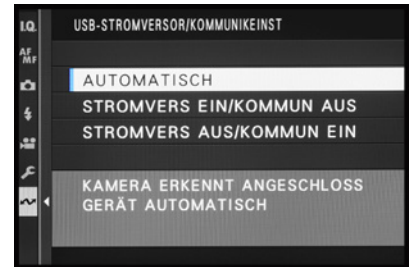 I.Q.
USB-STROMVERSOR/KOMMUNIKEINST
AF
MF
AUTOMATISCH
STROMVERS EIN/KOMMUN AUS
STROMVERS AUS/KOMMUN EIN
KAMERA ERKENNT ANGESCHLOSS
GERÄT AUTOMATISCH